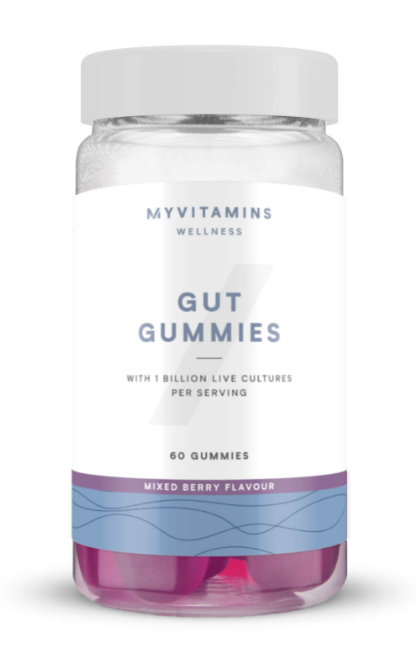 MYVITAMINS
WELLNESS
GUT
GUMMIES
WITH 1 BILLION LIVE CULTURES
PER SERVING
60 GUMMIES
MIXED BERRY FLAVOUR